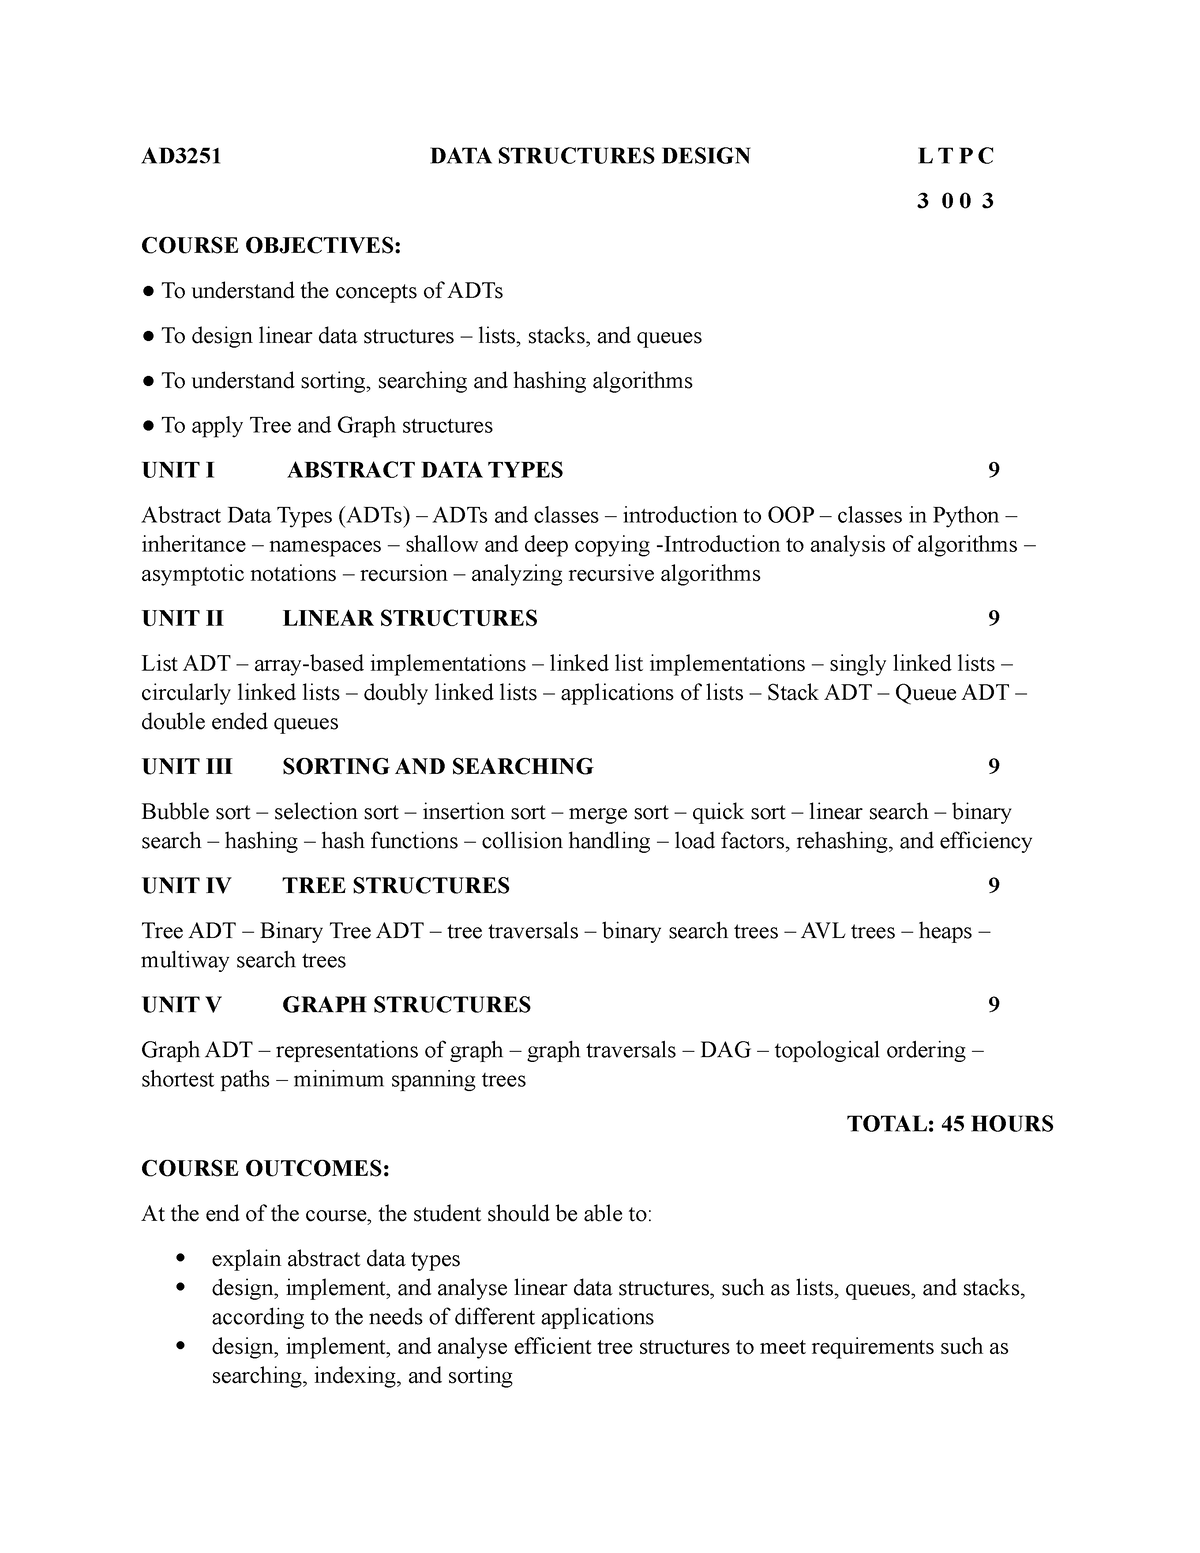 AD3251 DATA STRUCTURES DESIGN L T P C
3 0 0 3
COURSE OBJECTIVES:
● To understand the concepts of ADTs
● To design linear data structures – lists, stacks, and queues
● To understand sorting, searching and hashing algorithms
● To apply Tree and Graph structures
UNIT I ABSTRACT DATA TYPES 9
Abstract Data Types (ADTs) – ADTs and classes – introduction to OOP – classes in Python –
inheritance – namespaces – shallow and deep copying -Introduction to analysis of algorithms –
asymptotic notations – recursion – analyzing recursive algorithms
UNIT II LINEAR STRUCTURES 9
List ADT – array-based implementations – linked list implementations – singly linked lists –
circularly linked lists – doubly linked lists – applications of lists – Stack ADT – Queue ADT –
double ended queues
UNIT III SORTING AND SEARCHING 9
Bubble sort – selection sort – insertion sort – merge sort – quick sort – linear search – binary
search – hashing – hash functions – collision handling – load factors, rehashing, and efficiency
UNIT IV TREE STRUCTURES 9
Tree ADT – Binary Tree ADT – tree traversals – binary search trees – AVL trees – heaps –
multiway search trees
UNIT V GRAPH STRUCTURES 9
Graph ADT – representations of graph – graph traversals – DAG – topological ordering –
shortest paths – minimum spanning trees
TOTAL: 45 HOURS
COURSE OUTCOMES:
At the end of the course, the student should be able to:
• explain abstract data types
• design, implement, and analyse linear data structures, such as lists, queues, and stacks,
according to the needs of different applications
• design, implement, and analyse efficient tree structures to meet requirements such as
searching, indexing, and sorting